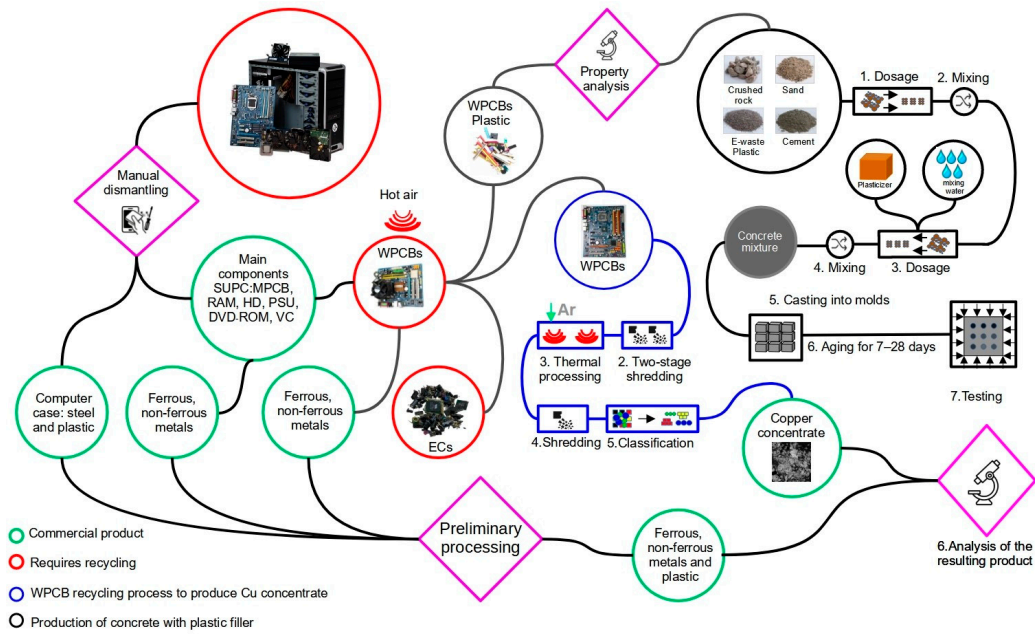 Manual
dismantling
Main
components
SUPC:MPCB,
RAM, HD, PSU,
DVD-ROM, VC
Hot air
WPCBs
WPCBs
Plastic
Property
analysis
WPCBs
Crushed
rock
Sand
E-waste
Plastic
Cement
1. Dosage
2. Mixing
Plasticizer
mixing
water
3. Dosage
4. Mixing
Concrete
mixture
5. Casting into molds
6. Aging for 7–28 days
7.Testing
Ar
3. Thermal
processing
2. Two-stage
shredding
4.Shredding
5.Classification
Copper
concentrate
Computer
case: steel
and plastic
Ferrous,
non-ferrous
metals
Ferrous,
non-ferrous
metals
ECs
Preliminary
processing
Ferrous,
non-ferrous
metals and
plastic
6.Analysis of the
resulting product
Commercial product
Requires recycling
WPCB recycling process to produce Cu concentrate
Production of concrete with plastic filler